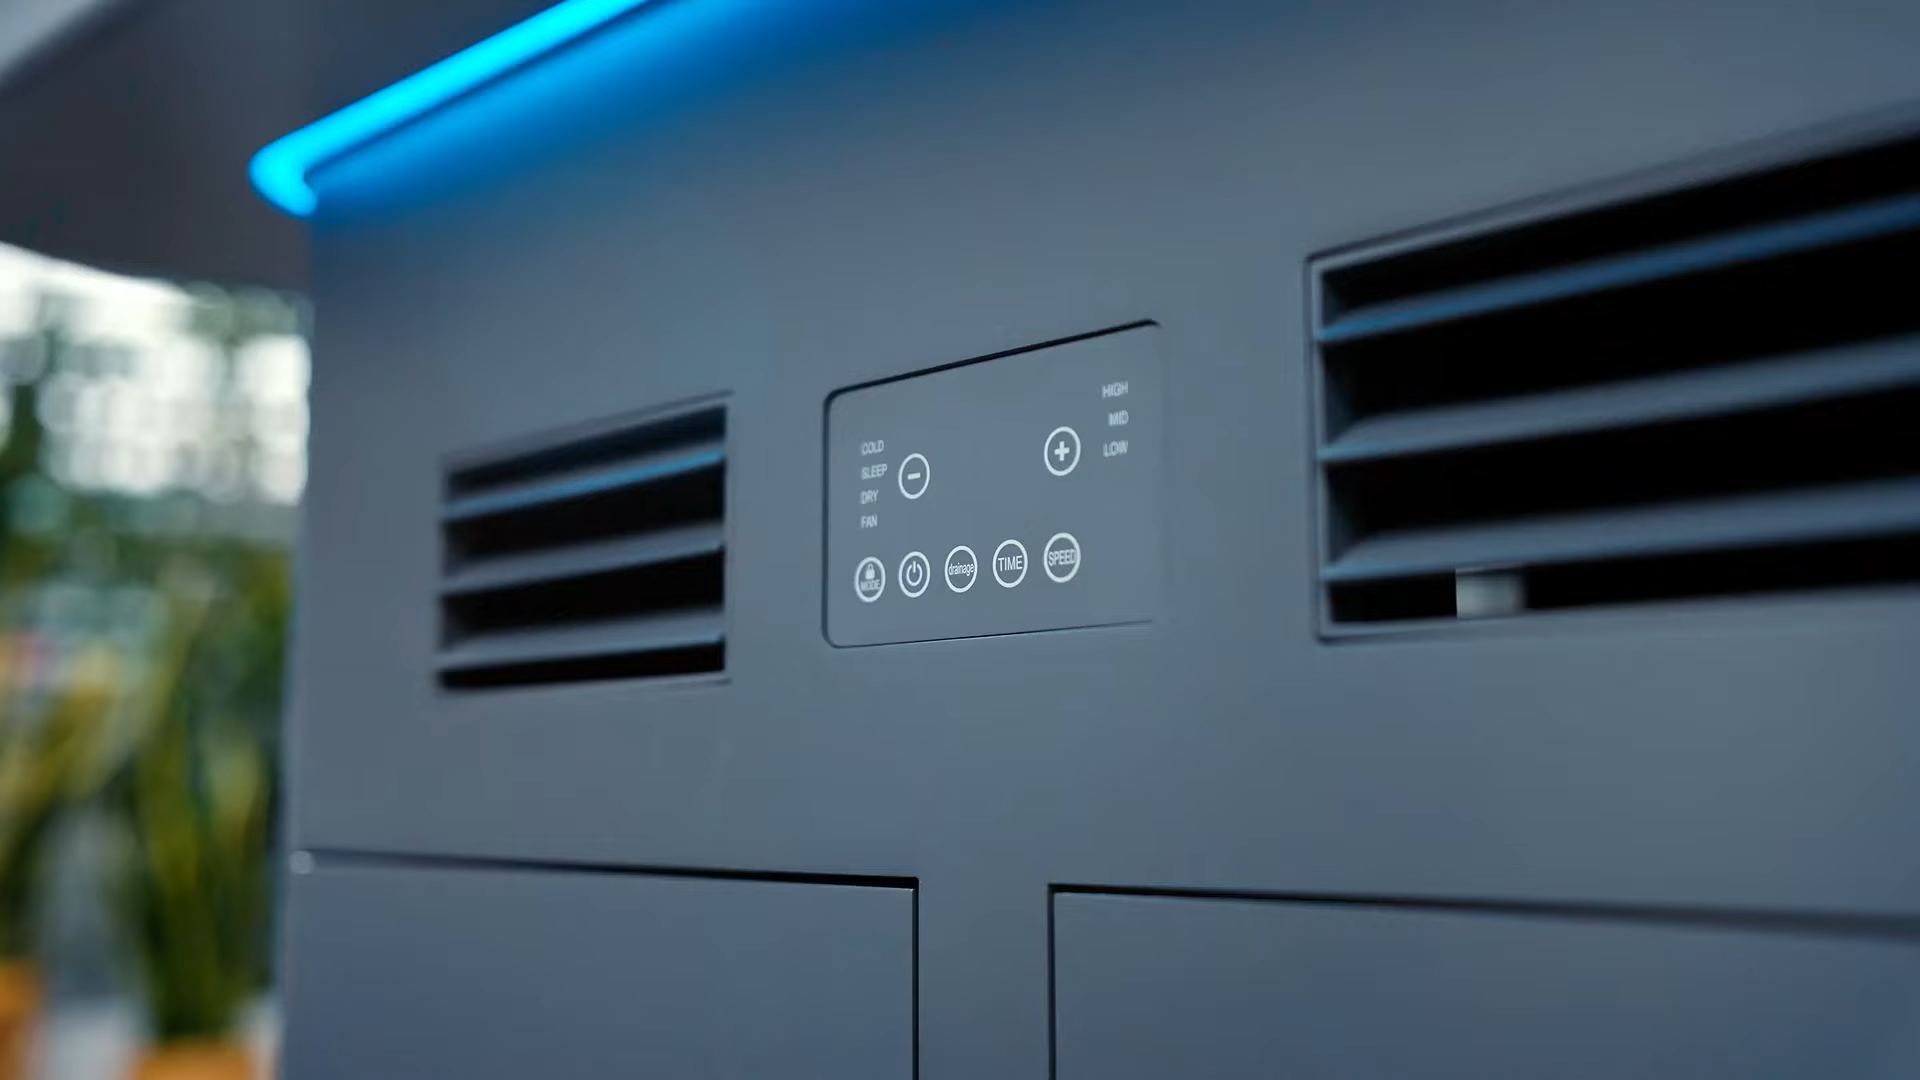 HIGH
MID
LOW
COLD
SLEEP
DRY
FAN
MODE
drainage
TIME
SPEED